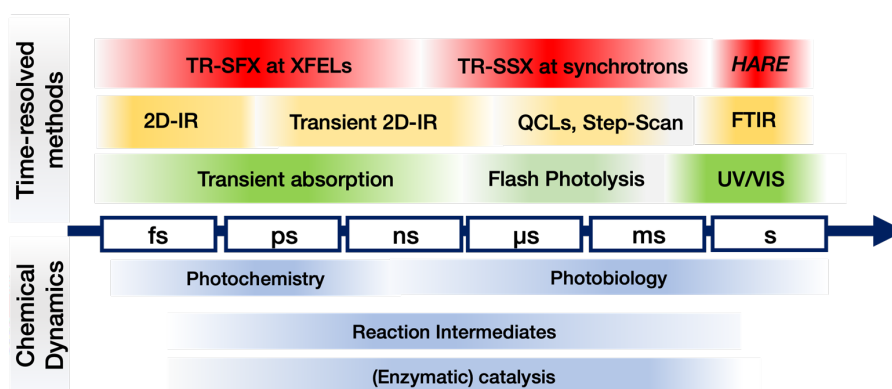 Time-resolved
methods
TR-SFX at XFELs
TR-SSX at synchrotrons
HARE
2D-IR
Transient 2D-IR
QCLs, Step-Scan
FTIR
Transient absorption
Flash Photolysis
UV/VIS
fs
ps
ns
µs
ms
s
Chemical
Dynamics
Photochemistry
Photobiology
Reaction Intermediates
(Enzymatic) catalysis